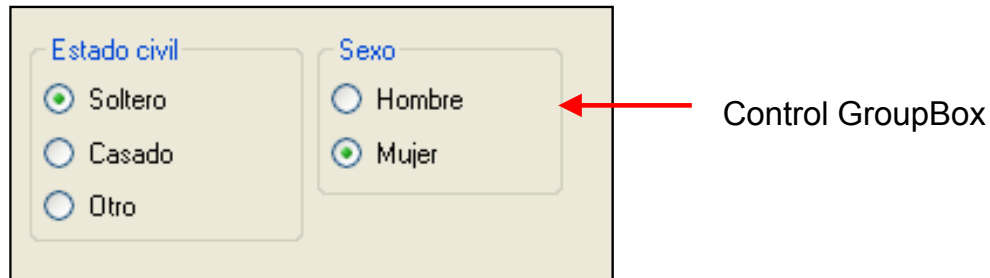 Estado civil
Soltero
Casado
Otro
Sexo
Hombre
Mujer
Control GroupBox